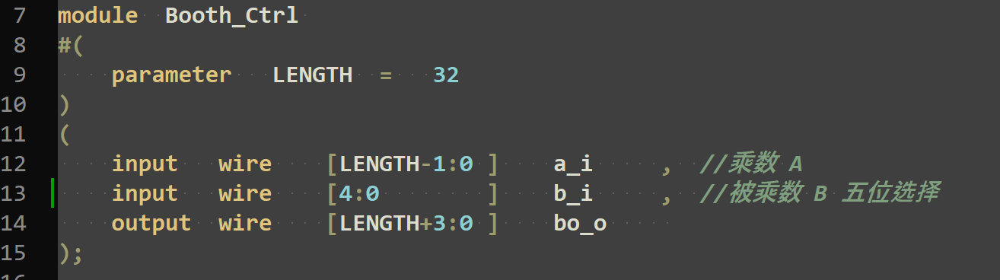 7 module Booth_Ctrl
8 #(
9 parameter LENGTH = 32
10 )
11 (
12 input wire [LENGTH-1:0 ] a_i , //乘数 A
13 input wire [4:0 ] b_i , //被乘数 B 五位选择
14 output wire [LENGTH+3:0 ] bo_o
15 );